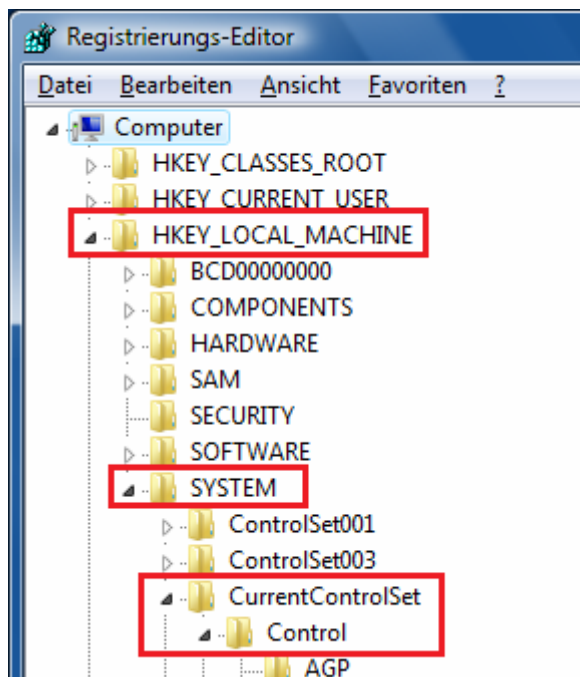 Registrierungs-Editor
Datei Bearbeiten Ansicht Favoriten ?
Computer
HKEY_CLASSES_ROOT
HKEY_CURRENT_USER
HKEY_LOCAL_MACHINE
BCD00000000
COMPONENTS
HARDWARE
SAM
SECURITY
SOFTWARE
SYSTEM
ControlSet001
ControlSet003
CurrentControlSet
Control
AGP